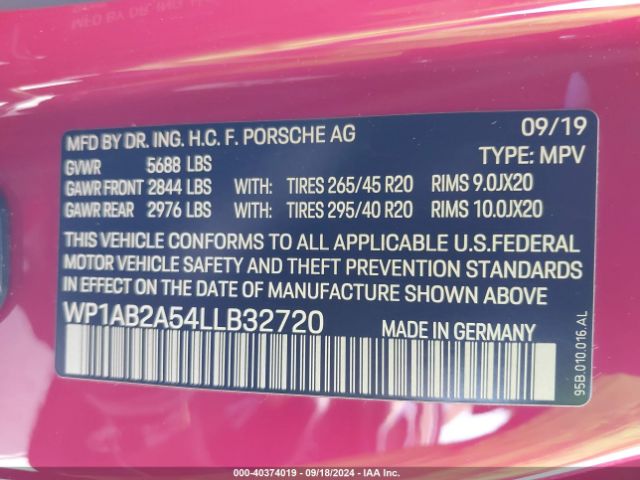 MFD BY DR. ING. H.C. F. PORSCHE AG 09/19
GVWR 5688 LBS TYPE: MPV
GAWR FRONT 2844 LBS WITH: TIRES 265/45 R20 RIMS 9.0JX20
GAWR REAR 2976 LBS WITH: TIRES 295/40 R20 RIMS 10.0JX20
THIS VEHICLE CONFORMS TO ALL APPLICABLE U.S.FEDERAL
MOTOR VEHICLE SAFETY AND THEFT PREVENTION STANDARDS
IN EFFECT ON THE DATE OF MANUFACTURE SHOWN ABOVE
WP1AB2A54LLB32720 MADE IN GERMANY
95B.010.016.AL
000-40374019 - 09/18/2024 - IAA Inc.